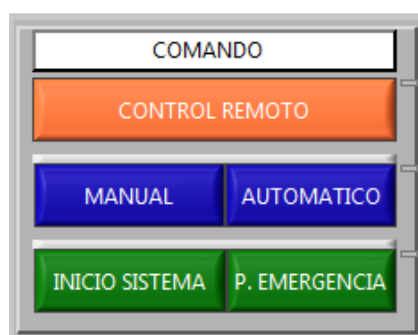 COMANDO
CONTROL REMOTO
MANUAL AUTOMATICO
INICIO SISTEMA P. EMERGENCIA